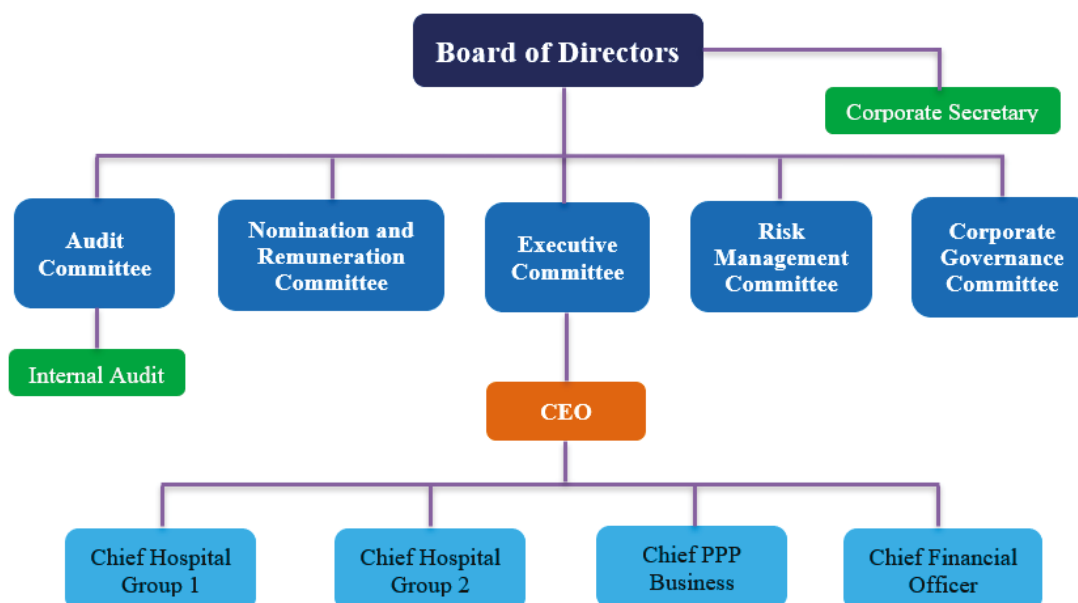 Board of Directors
Corporate Secretary
Audit
Committee
Nomination and
Remuneration
Committee
Executive
Committee
Risk
Management
Committee
Corporate
Governance
Committee
Internal Audit
CEO
Chief Hospital
Group 1
Chief Hospital
Group 2
Chief PPP
Business
Chief Financial
Officer